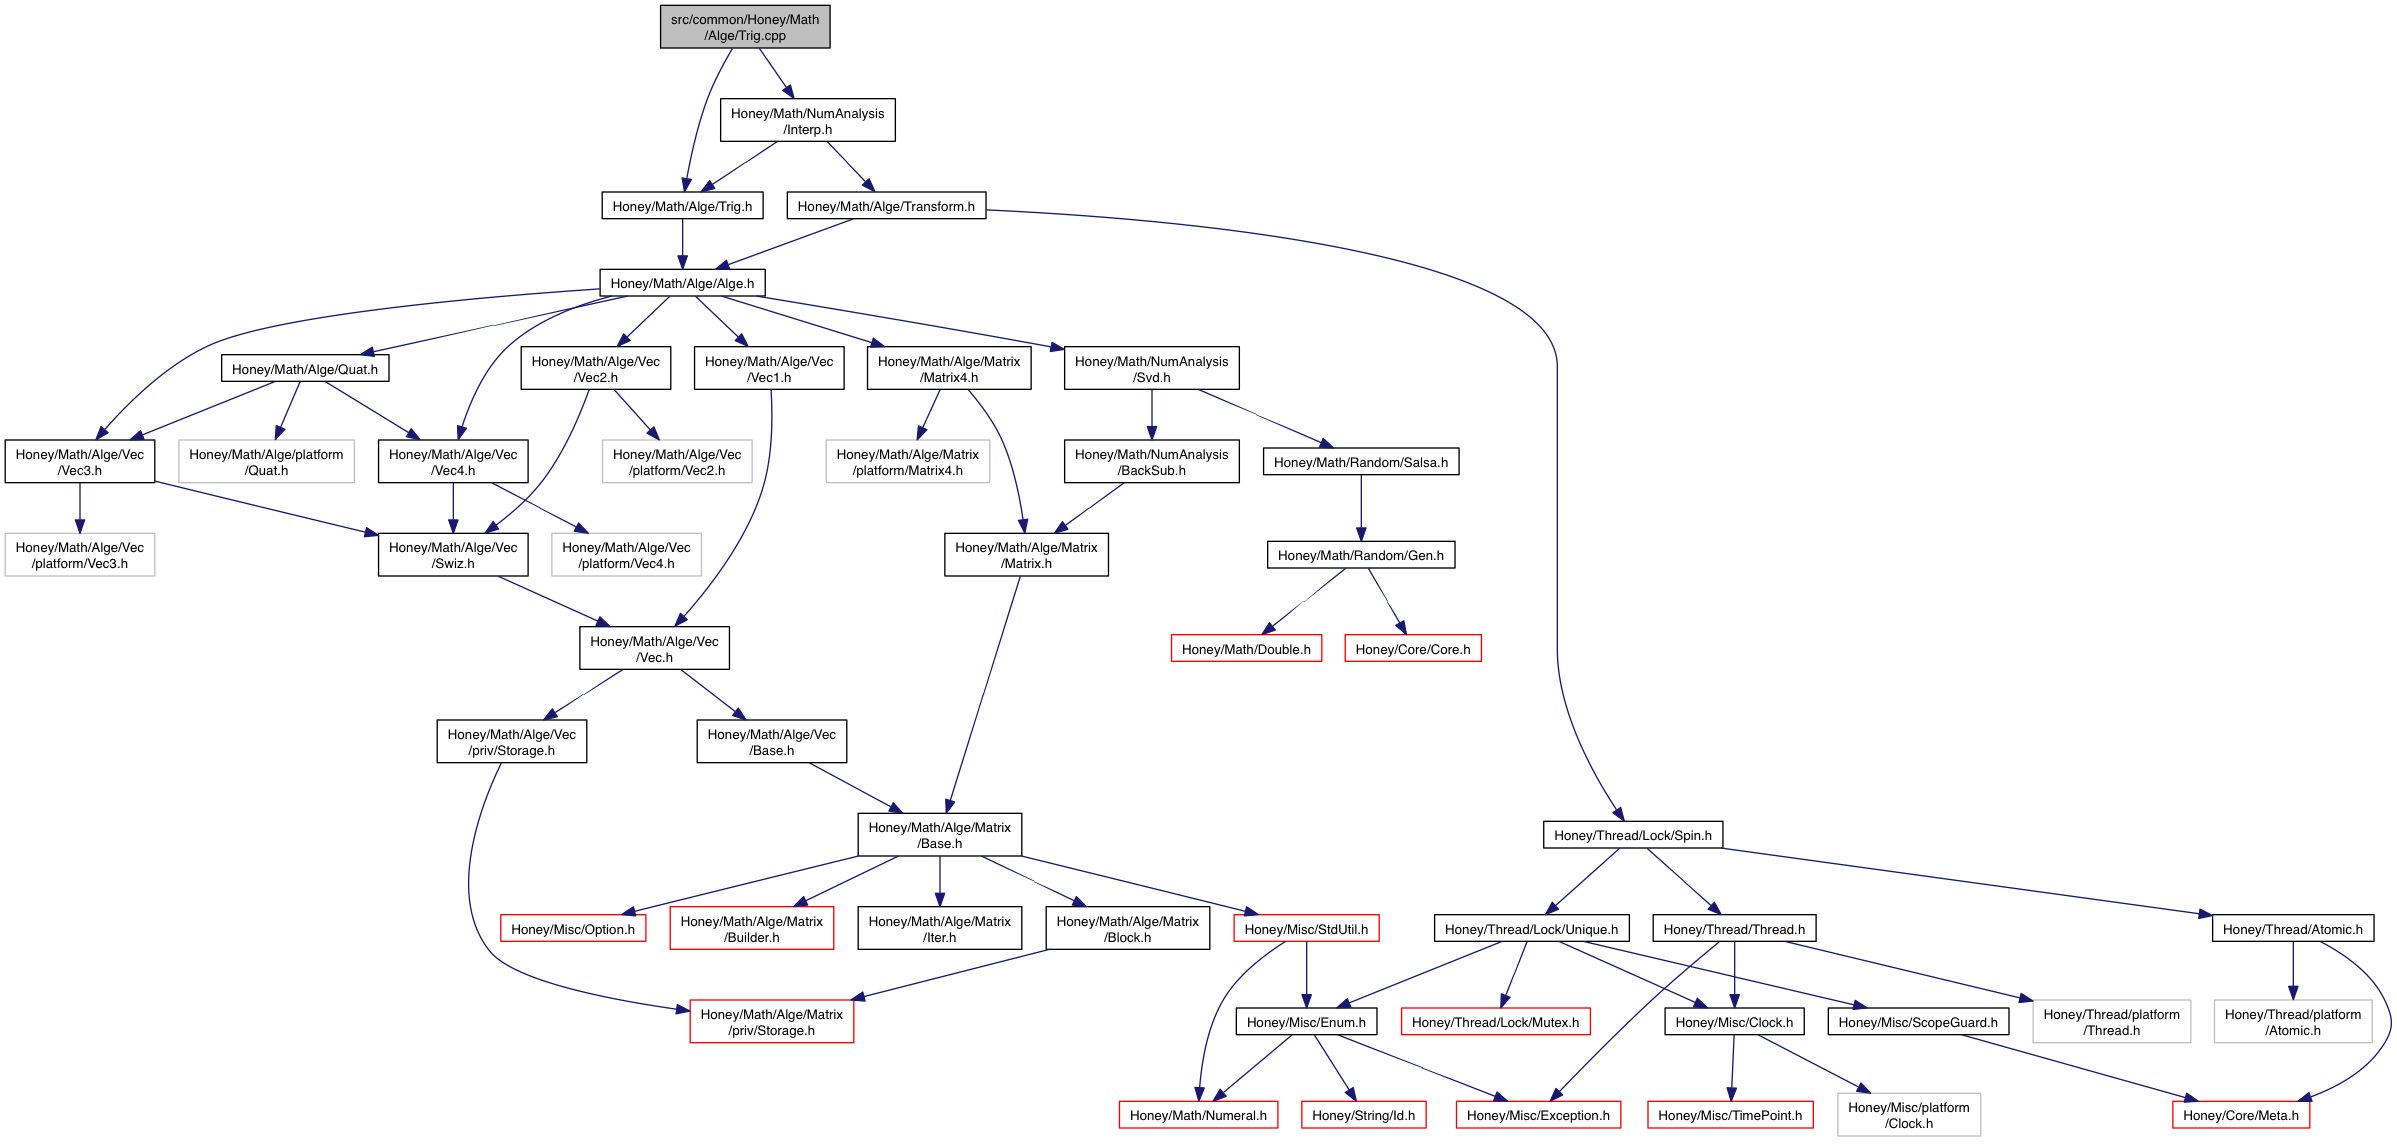 src/common/Honey/Math
/Alge/Trig.cpp
Honey/Math/NumAnalysis
/Interp.h
Honey/Math/Alge/Trig.h
Honey/Math/Alge/Transform.h
Honey/Math/Alge/Alge.h
Honey/Math/Alge/Quat.h
Honey/Math/Alge/Vec
/Vec2.h
Honey/Math/Alge/Vec
/Vec1.h
Honey/Math/Alge/Matrix
/Matrix4.h
Honey/Math/NumAnalysis
/Svd.h
Honey/Math/Alge/Vec
/Vec3.h
Honey/Math/Alge/platform
/Quat.h
Honey/Math/Alge/Vec
/Vec4.h
Honey/Math/Alge/Vec
/platform/Vec2.h
Honey/Math/Alge/Matrix
/platform/Matrix4.h
Honey/Math/NumAnalysis
/BackSub.h
Honey/Math/Random/Salsa.h
Honey/Math/Alge/Vec
/platform/Vec3.h
Honey/Math/Alge/Vec
/Swiz.h
Honey/Math/Alge/Vec
/platform/Vec4.h
Honey/Math/Alge/Matrix
/Matrix.h
Honey/Math/Random/Gen.h
Honey/Math/Alge/Vec
/Vec.h
Honey/Math/Double.h
Honey/Core/Core.h
Honey/Math/Alge/Vec
/priv/Storage.h
Honey/Math/Alge/Vec
/Base.h
Honey/Math/Alge/Matrix
/Base.h
Honey/Thread/Lock/Spin.h
Honey/Misc/Option.h
Honey/Math/Alge/Matrix
/Builder.h
Honey/Math/Alge/Matrix
/Iter.h
Honey/Math/Alge/Matrix
/Block.h
Honey/Misc/StdUtil.h
Honey/Thread/Lock/Unique.h
Honey/Thread/Thread.h
Honey/Thread/Atomic.h
Honey/Math/Alge/Matrix
/priv/Storage.h
Honey/Misc/Enum.h
Honey/Thread/Lock/Mutex.h
Honey/Misc/Clock.h
Honey/Misc/ScopeGuard.h
Honey/Thread/platform
/Thread.h
Honey/Thread/platform
/Atomic.h
Honey/Math/Numeral.h
Honey/String/Id.h
Honey/Misc/Exception.h
Honey/Misc/TimePoint.h
Honey/Misc/platform
/Clock.h
Honey/Core/Meta.h